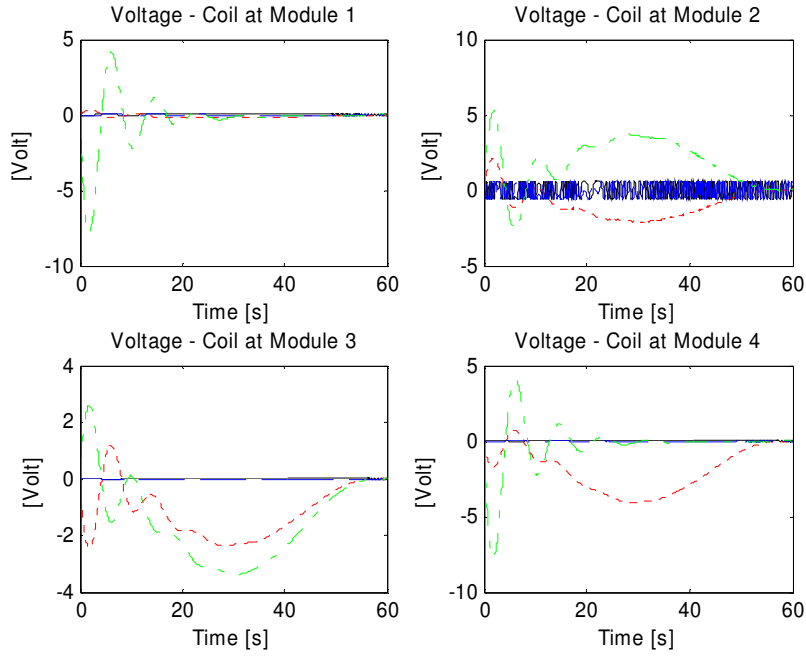 Voltage - Coil at Module 1
Voltage - Coil at Module 2
5
0
-5
-10
[Volt]
0
20
40
60
Time [s]
10
5
0
-5
[Volt]
0
20
40
60
Time [s]
Voltage - Coil at Module 3
Voltage - Coil at Module 4
4
2
0
-2
-4
[Volt]
0
20
40
60
Time [s]
5
0
-5
-10
[Volt]
0
20
40
60
Time [s]